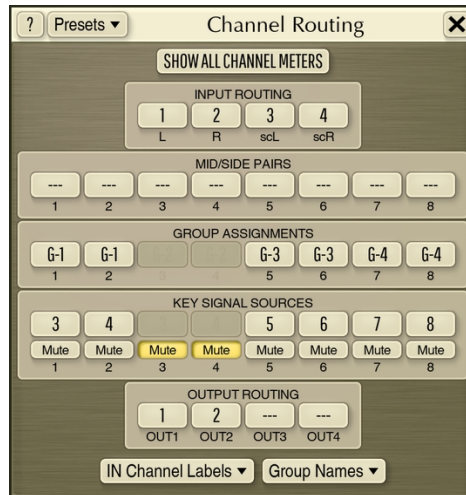 ? Presets ▼ Channel Routing X
SHOW ALL CHANNEL METERS
INPUT ROUTING
1 2 3 4
L R scL scR
MID/SIDE PAIRS
--- --- --- --- --- --- --- ---
1 2 3 4 5 6 7 8
GROUP ASSIGNMENTS
G-1 G-1 G-3 G-3 G-4 G-4
1 2 3 4 5 6 7 8
KEY SIGNAL SOURCES
3 4 5 6 7 8
Mute Mute Mute Mute Mute Mute Mute Mute
1 2 3 4 5 6 7 8
OUTPUT ROUTING
1 2 --- ---
OUT1 OUT2 OUT3 OUT4
IN Channel Labels ▼ Group Names ▼